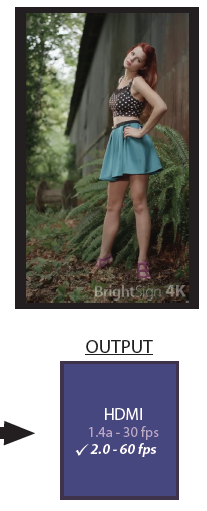 BrightSign 4K
OUTPUT
HDMI
1.4a - 30 fps
✓ 2.0 - 60 fps